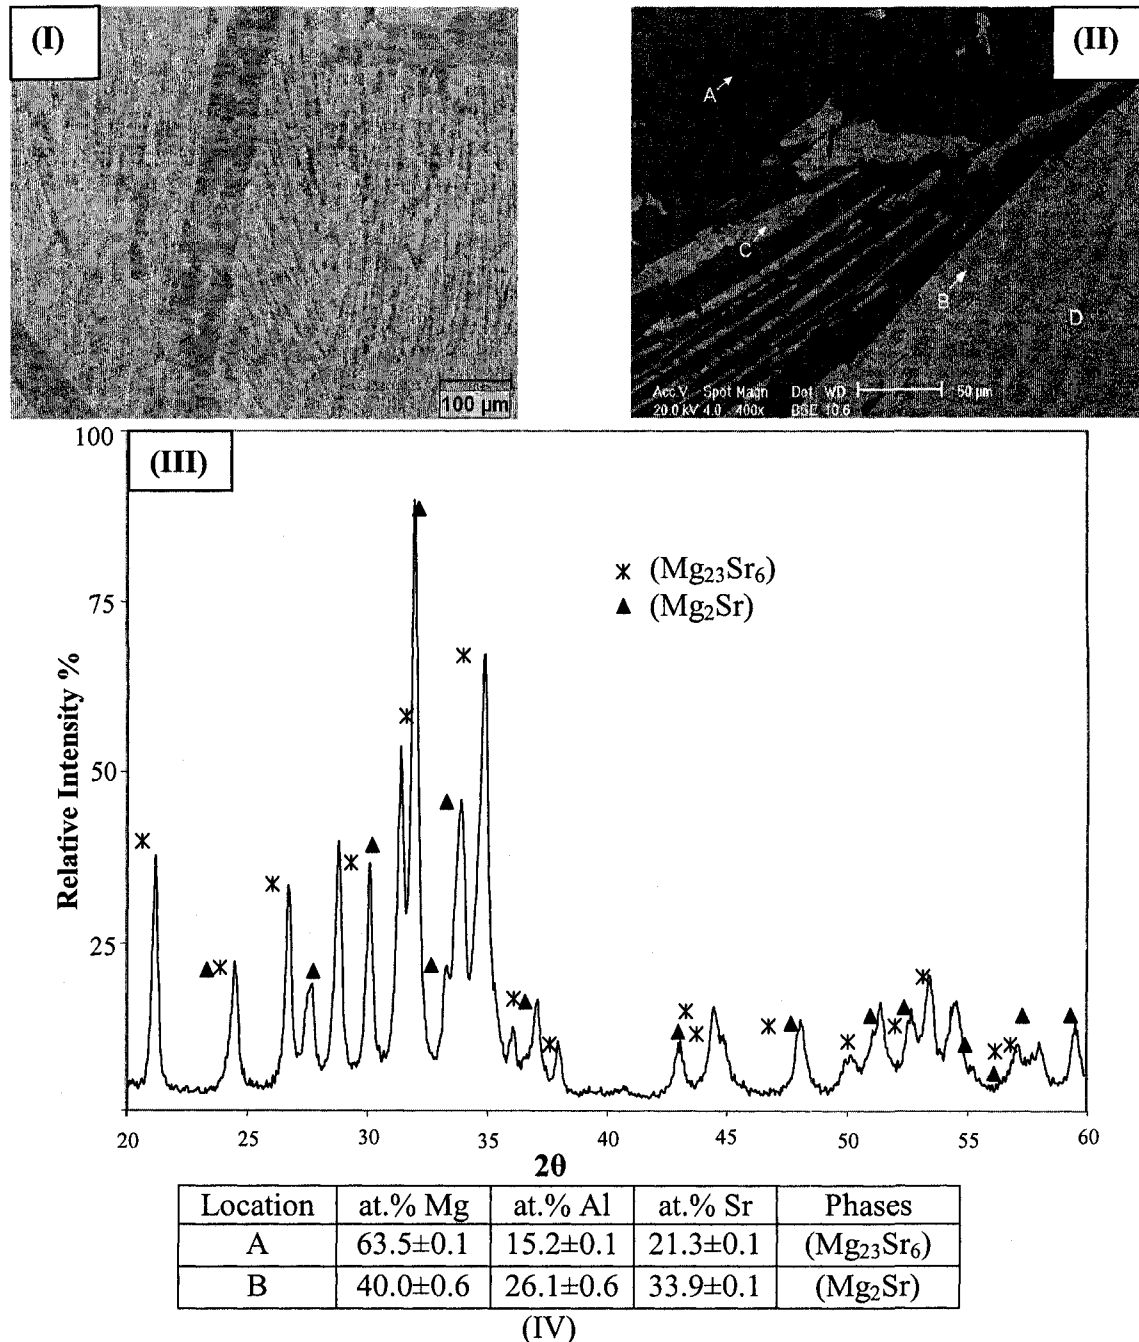 (I)
(II)
A
C
B
D
100 µm
Acc.V Spot Magn Dot WD 50 µm
20.0 kV 4.0 400x BSE 10.6
100
(III)
(Mg₂₃Sr₆)
(Mg₂Sr)
75
50
25
Relative Intensity %
20 25 30 35 40 45 50 55 60
2θ
Location at.% Mg at.% Al at.% Sr Phases
A 63.5±0.1 15.2±0.1 21.3±0.1 (Mg₂₃Sr₆)
B 40.0±0.6 26.1±0.6 33.9±0.1 (Mg₂Sr)
(IV)